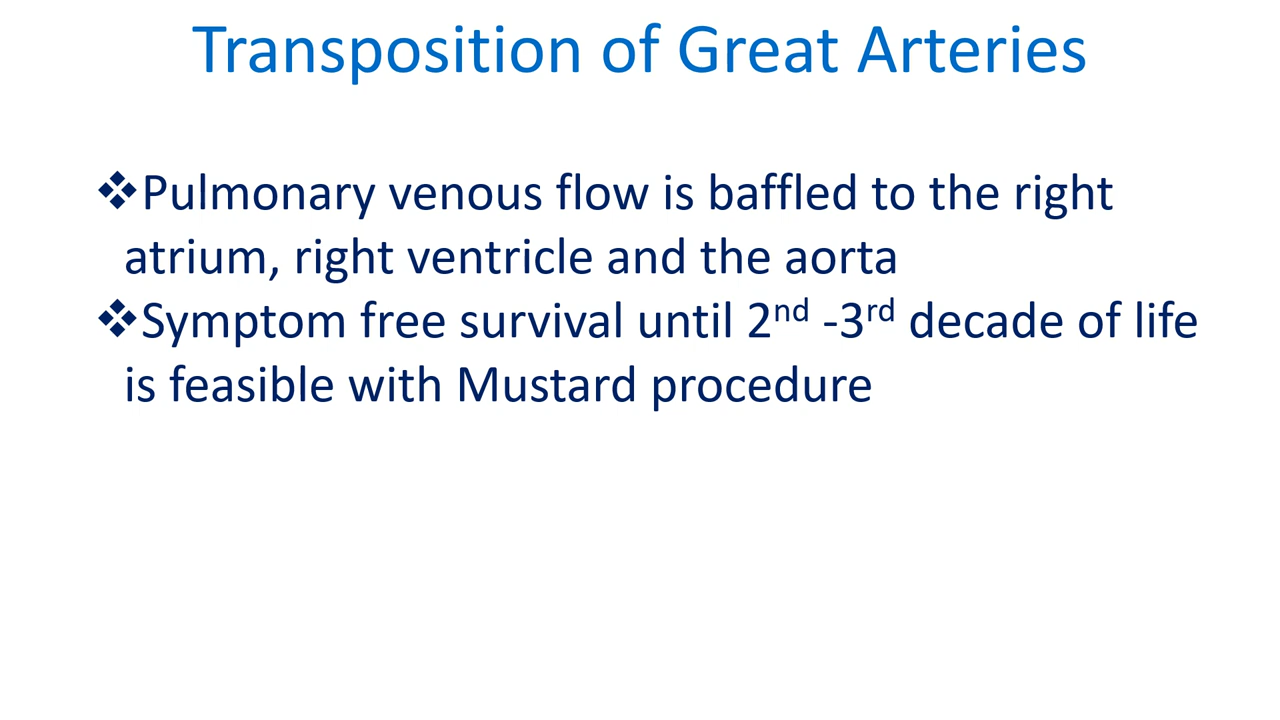 Transposition of Great Arteries
❖Pulmonary venous flow is baffled to the right
atrium, right ventricle and the aorta
❖Symptom free survival until 2nd -3rd decade of life
is feasible with Mustard procedure